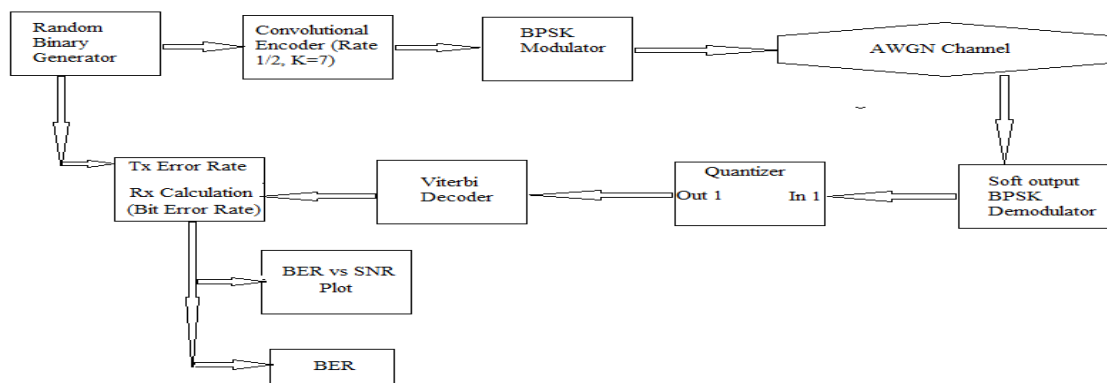 Random
Binary
Generator
Convolutional
Encoder (Rate
1/2, K=7)
BPSK
Modulator
AWGN Channel
Tx Error Rate
Rx Calculation
(Bit Error Rate)
Viterbi
Decoder
Quantizer
Out 1 In 1
Soft output
BPSK
Demodulator
BER vs SNR
Plot
BER